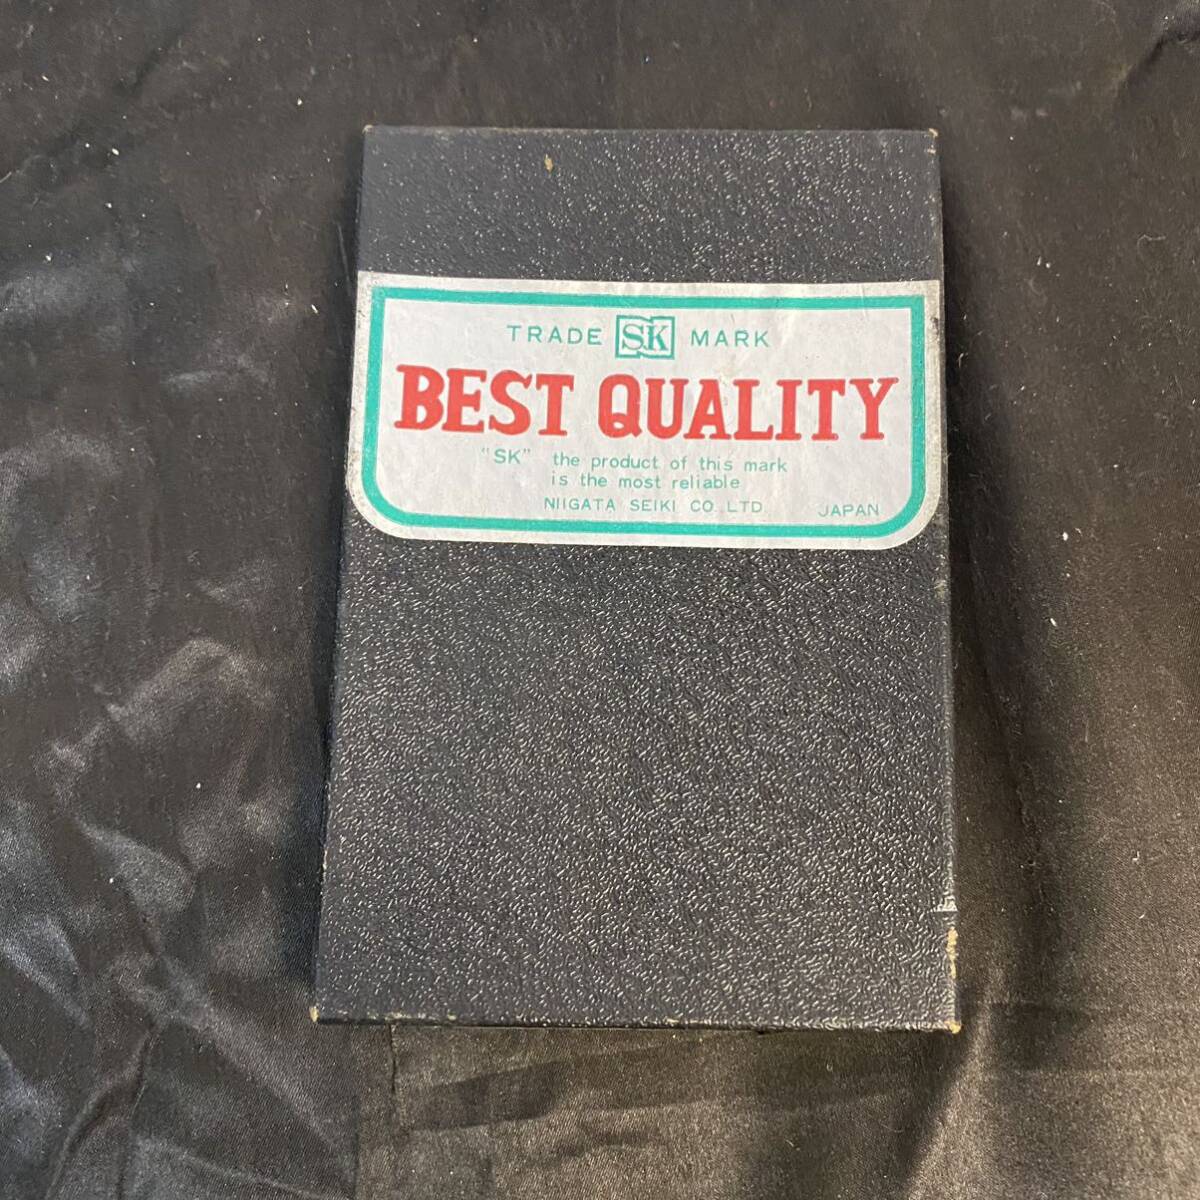 TRADE SK MARK
BEST QUALITY
"SK" the product of this mark
is the most reliable
NIIGATA SEIKI CO. LTD JAPAN